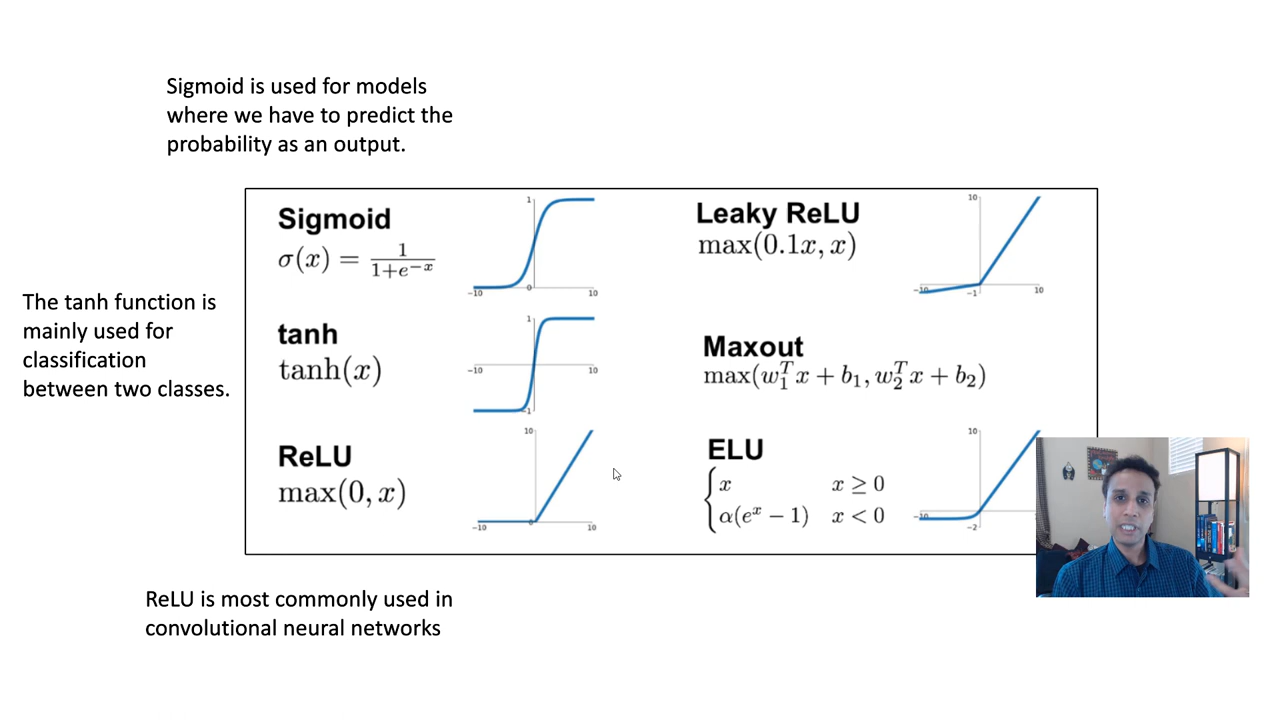 Sigmoid is used for models
where we have to predict the
probability as an output.
The tanh function is
mainly used for
classification
between two classes.
Sigmoid
σ(x) = 1/(1+e^−x)
1
-10
0
10
tanh
tanh(x)
1
-10
10
-1
ReLU
max(0, x)
10
-10
0
10
Leaky ReLU
max(0.1x, x)
10
-10
-1
10
Maxout
max(w₁ᵀx + b₁, w₂ᵀx + b₂)
ELU
x x ≥ 0
α(eˣ − 1) x < 0
10
-10
-2
ReLU is most commonly used in
convolutional neural networks